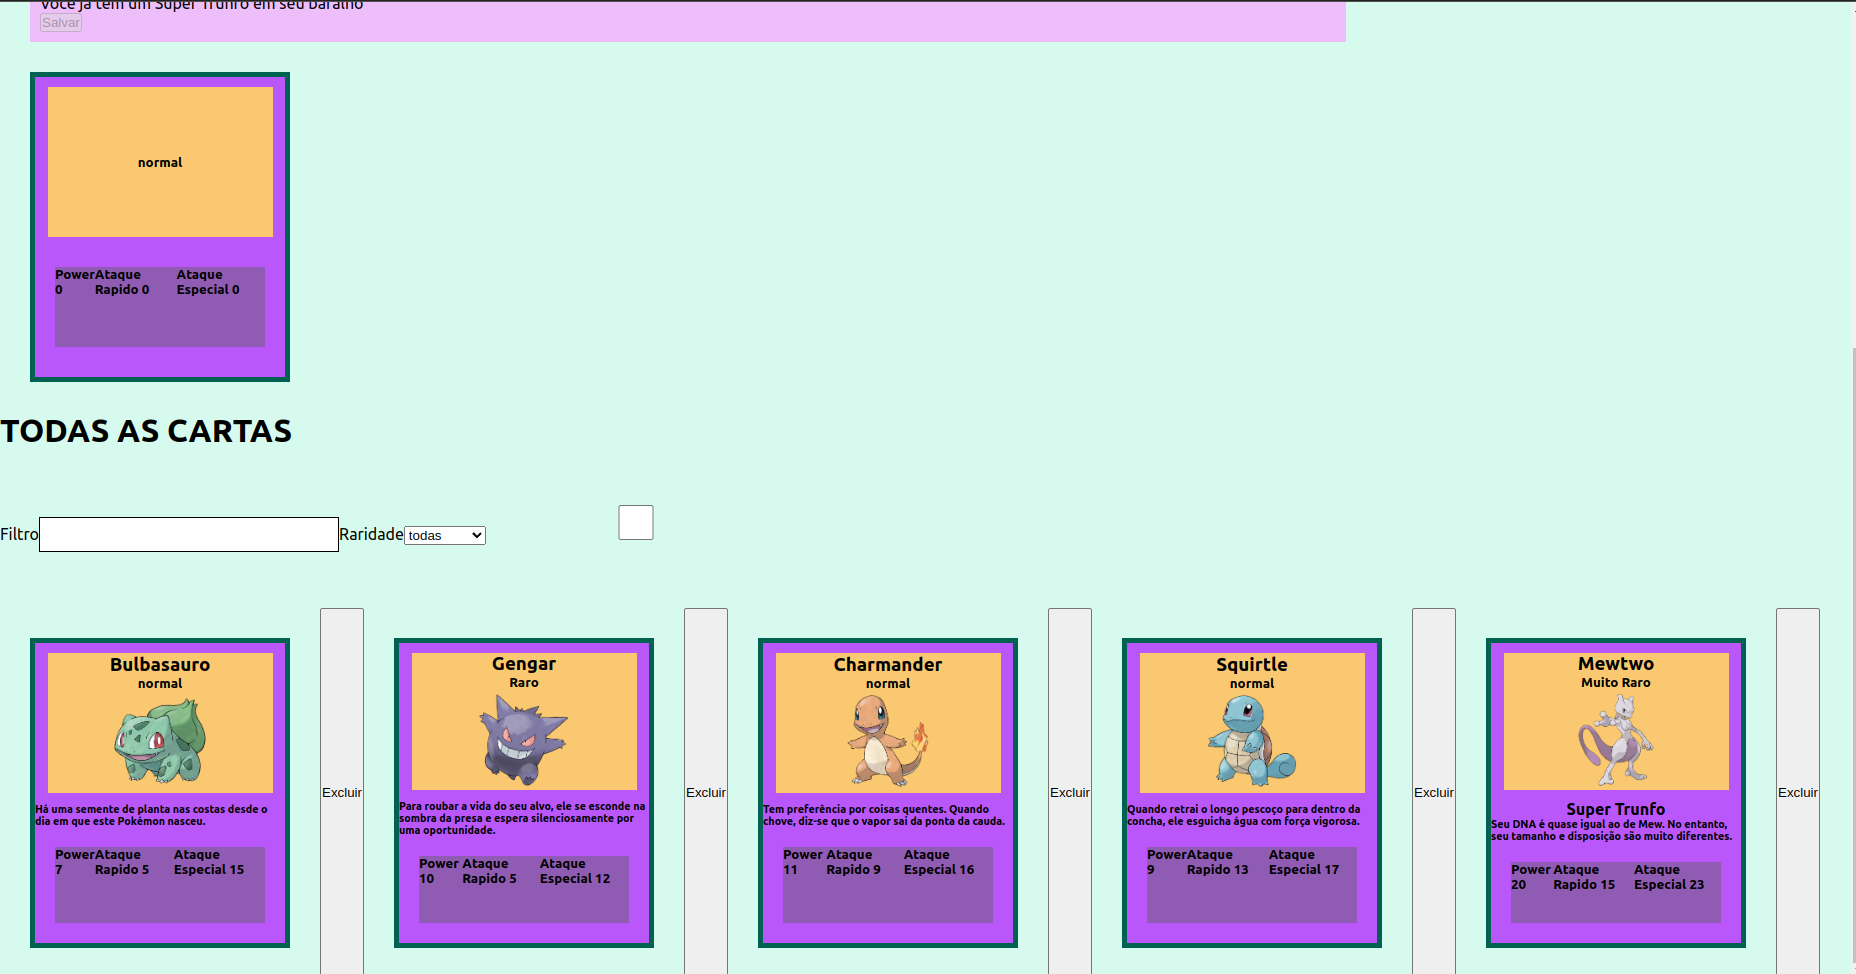 Você já tem um Super Trunfo em seu baralho
Salvar
normal
Power Ataque Ataque
0 Rapido 0 Especial 0
TODAS AS CARTAS
Filtro Raridade todas
Bulbasauro
normal
Há uma semente de planta nas costas desde o
dia em que este Pokémon nasceu.
Power Ataque Ataque
7 Rapido 5 Especial 15
Excluir
Gengar
Raro
Para roubar a vida do seu alvo, ele se esconde na
sombra da presa e espera silenciosamente por
uma oportunidade.
Power Ataque Ataque
10 Rapido 5 Especial 12
Excluir
Charmander
normal
Tem preferência por coisas quentes. Quando
chove, diz-se que o vapor sai da ponta da cauda.
Power Ataque Ataque
11 Rapido 9 Especial 16
Excluir
Squirtle
normal
Quando retrai o longo pescoço para dentro da
concha, ele esguicha água com força vigorosa.
Power Ataque Ataque
9 Rapido 13 Especial 17
Excluir
Mewtwo
Muito Raro
Super Trunfo
Seu DNA é quase igual ao de Mew. No entanto,
seu tamanho e disposição são muito diferentes.
Power Ataque Ataque
20 Rapido 15 Especial 23
Excluir